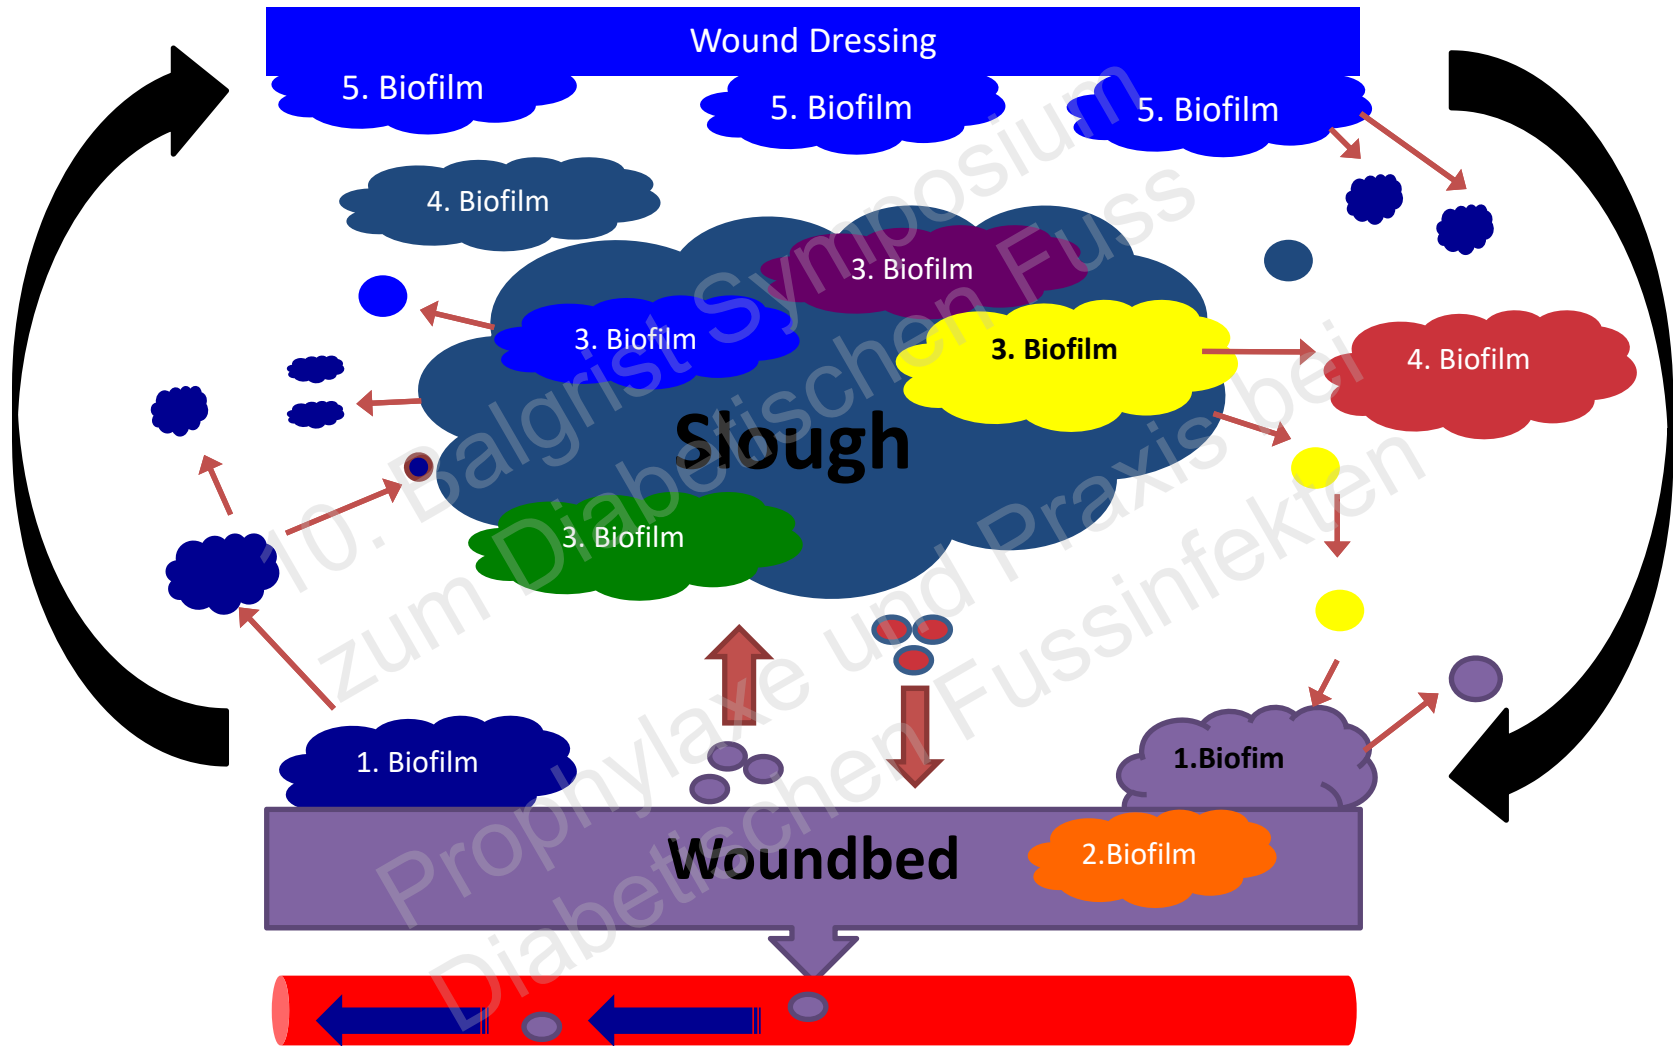 Wound Dressing
5. Biofilm
5. Biofilm
5. Biofilm
4. Biofilm
3. Biofilm
3. Biofilm
3. Biofilm
4. Biofilm
Slough
3. Biofilm
1. Biofilm
1.Biofim
Woundbed
2.Biofilm
10. Balgrist Symposium
zum Diabetischen Fuss
Prophylaxe und Praxis bei
Diabetischen Fussinfekten